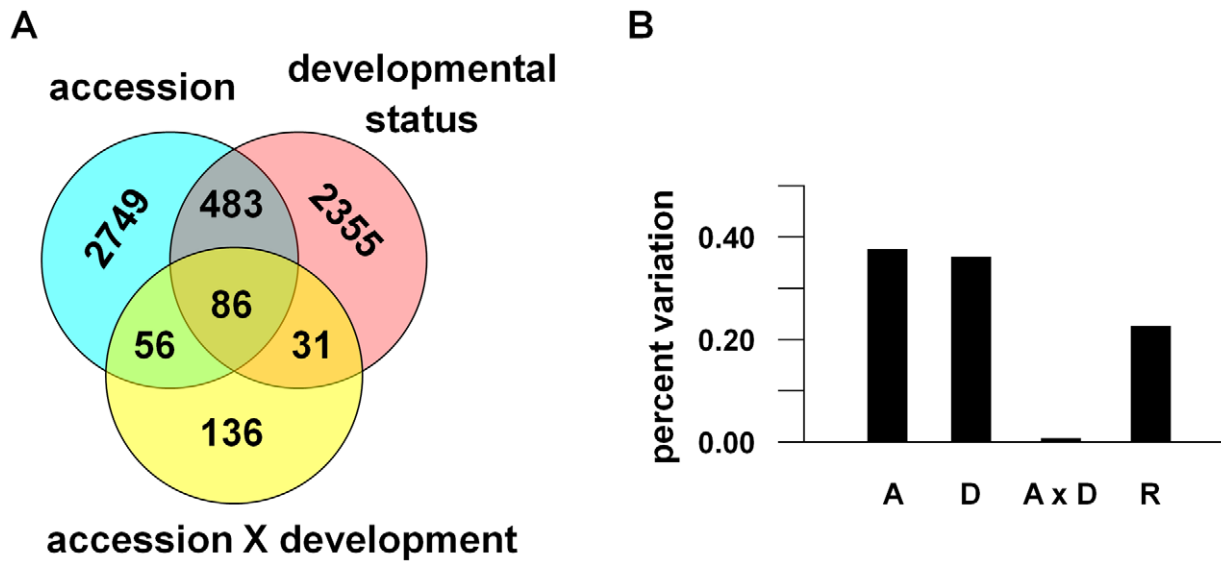 A
accession
developmental
status
2749
483
2355
86
56
31
136
accession X development
B
percent variation
0.40
0.20
0.00
A
D
A x D
R